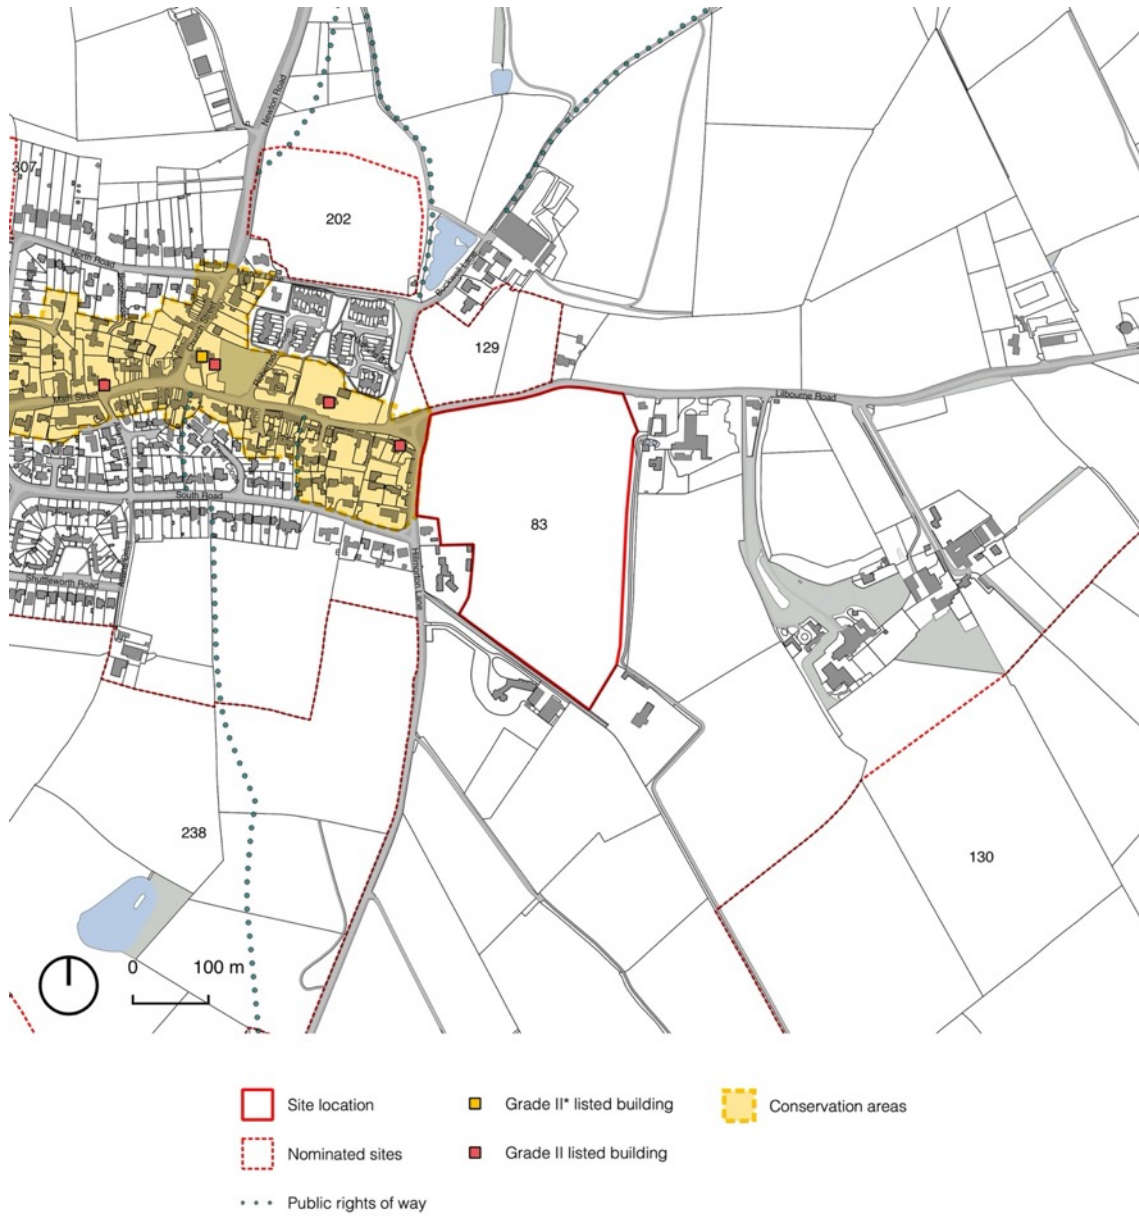 Newton Road
307
202
North Road
Church Street
129
Main Street
Lilbourne Road
South Road
83
Hillmorton Lane
Shuttleworth Road
238
130
0 100 m
Site location
Grade II* listed building
Conservation areas
Nominated sites
Grade II listed building
Public rights of way